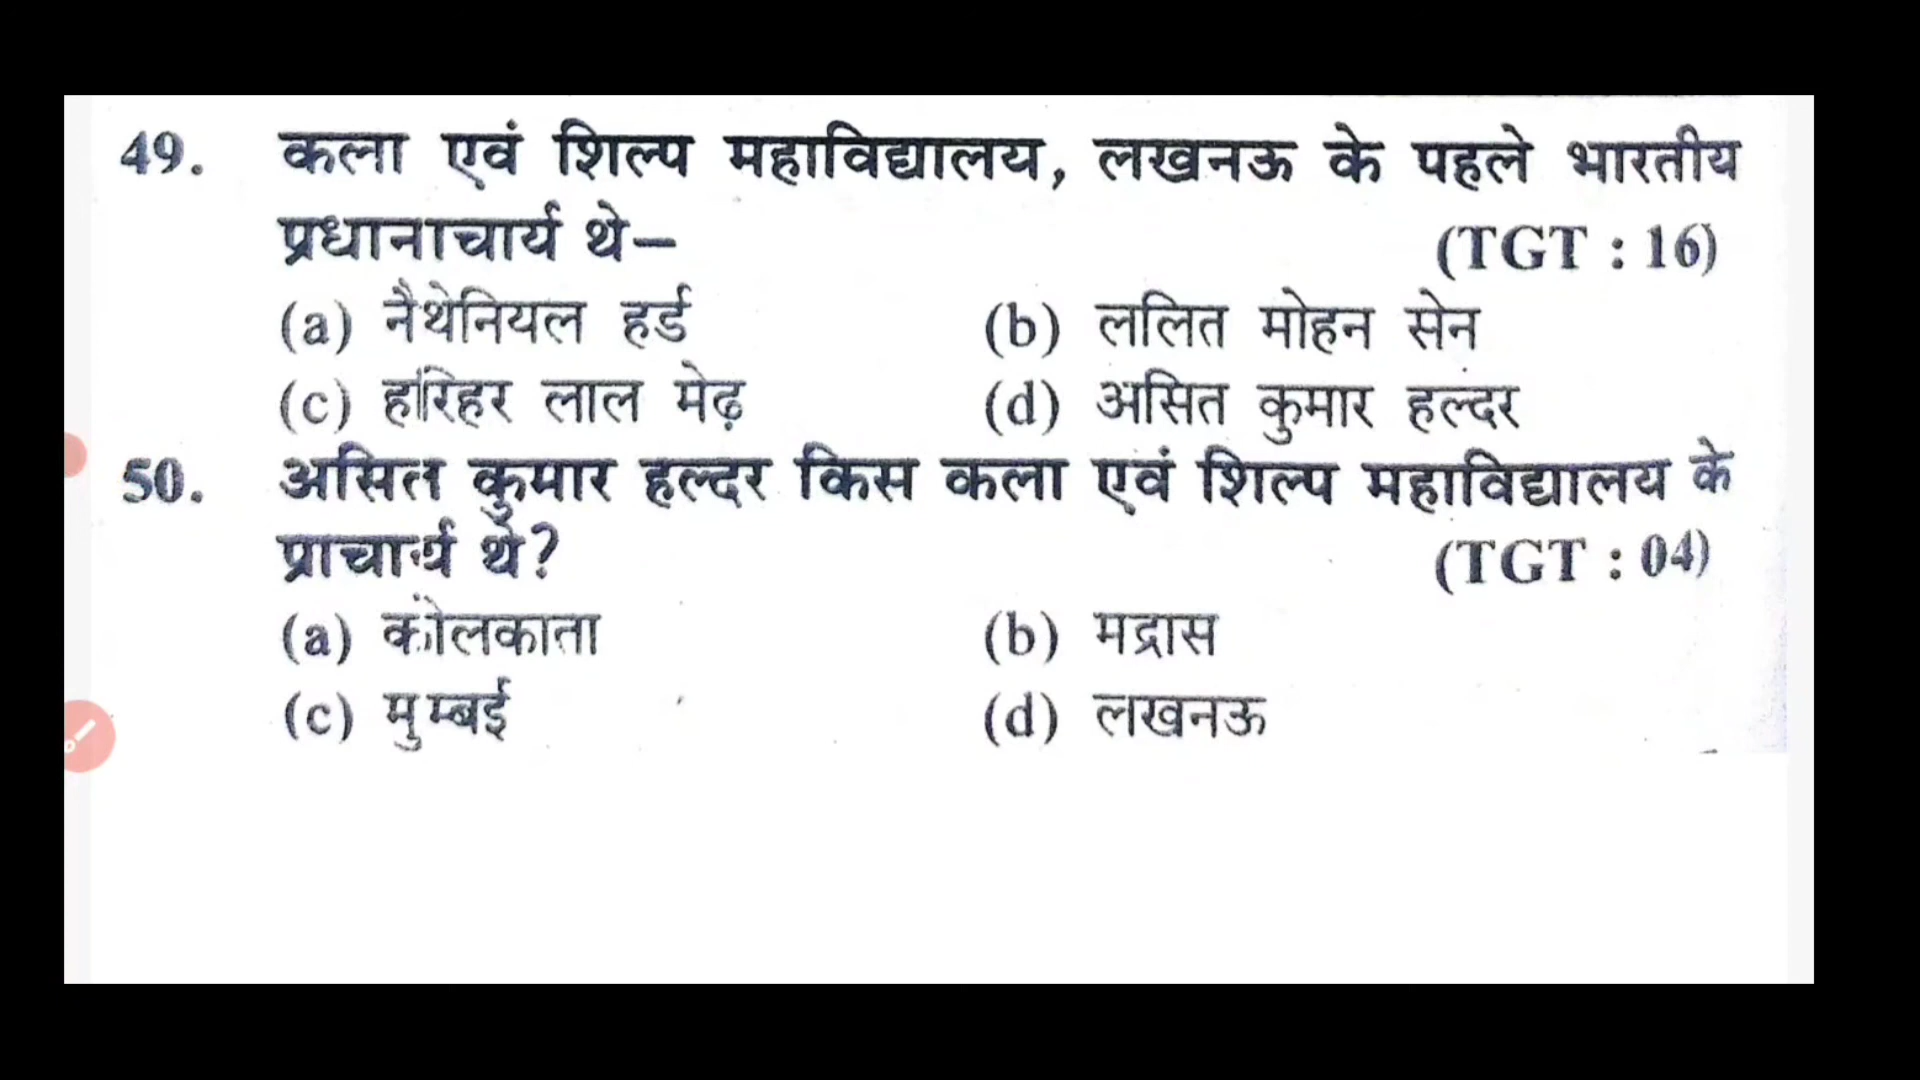 49. कला एवं शिल्प महाविद्यालय, लखनऊ के पहले भारतीय
प्रधानाचार्य थे– (TGT : 16)
(a) नैथेनियल हर्ड (b) ललित मोहन सेन
(c) हरिहर लाल मेढ़ (d) असित कुमार हल्दर
50. असित कुमार हल्दर किस कला एवं शिल्प महाविद्यालय के
प्राचार्य थे? (TGT : 04)
(a) कोलकाता (b) मद्रास
(c) मुम्बई (d) लखनऊ